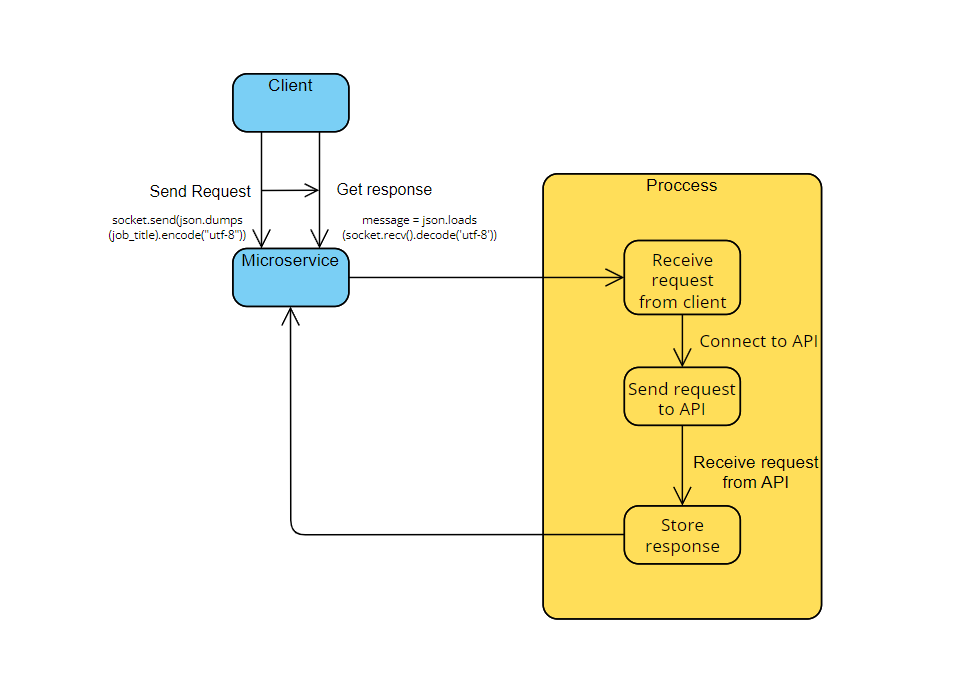 Client
Send Request
socket.send(json.dumps
(job_title).encode("utf-8"))
Get response
message = json.loads
(socket.recv().decode('utf-8'))
Microservice
Proccess
Receive
request
from client
Connect to API
Send request
to API
Receive request
from API
Store
response